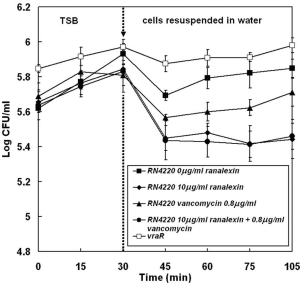 TSB cells resuspended in water
Log CFU/ml
6.2
6
5.8
5.6
5.4
5.2
5
RN4220 0µg/ml ranalexin
RN4220 10µg/ml ranalexin
RN4220 vancomycin 0.8µg/ml
RN4220 10µg/ml ranalexin + 0.8µg/ml
vancomycin
vraR
0 15 30 45 60 75 90 105
Time (min)